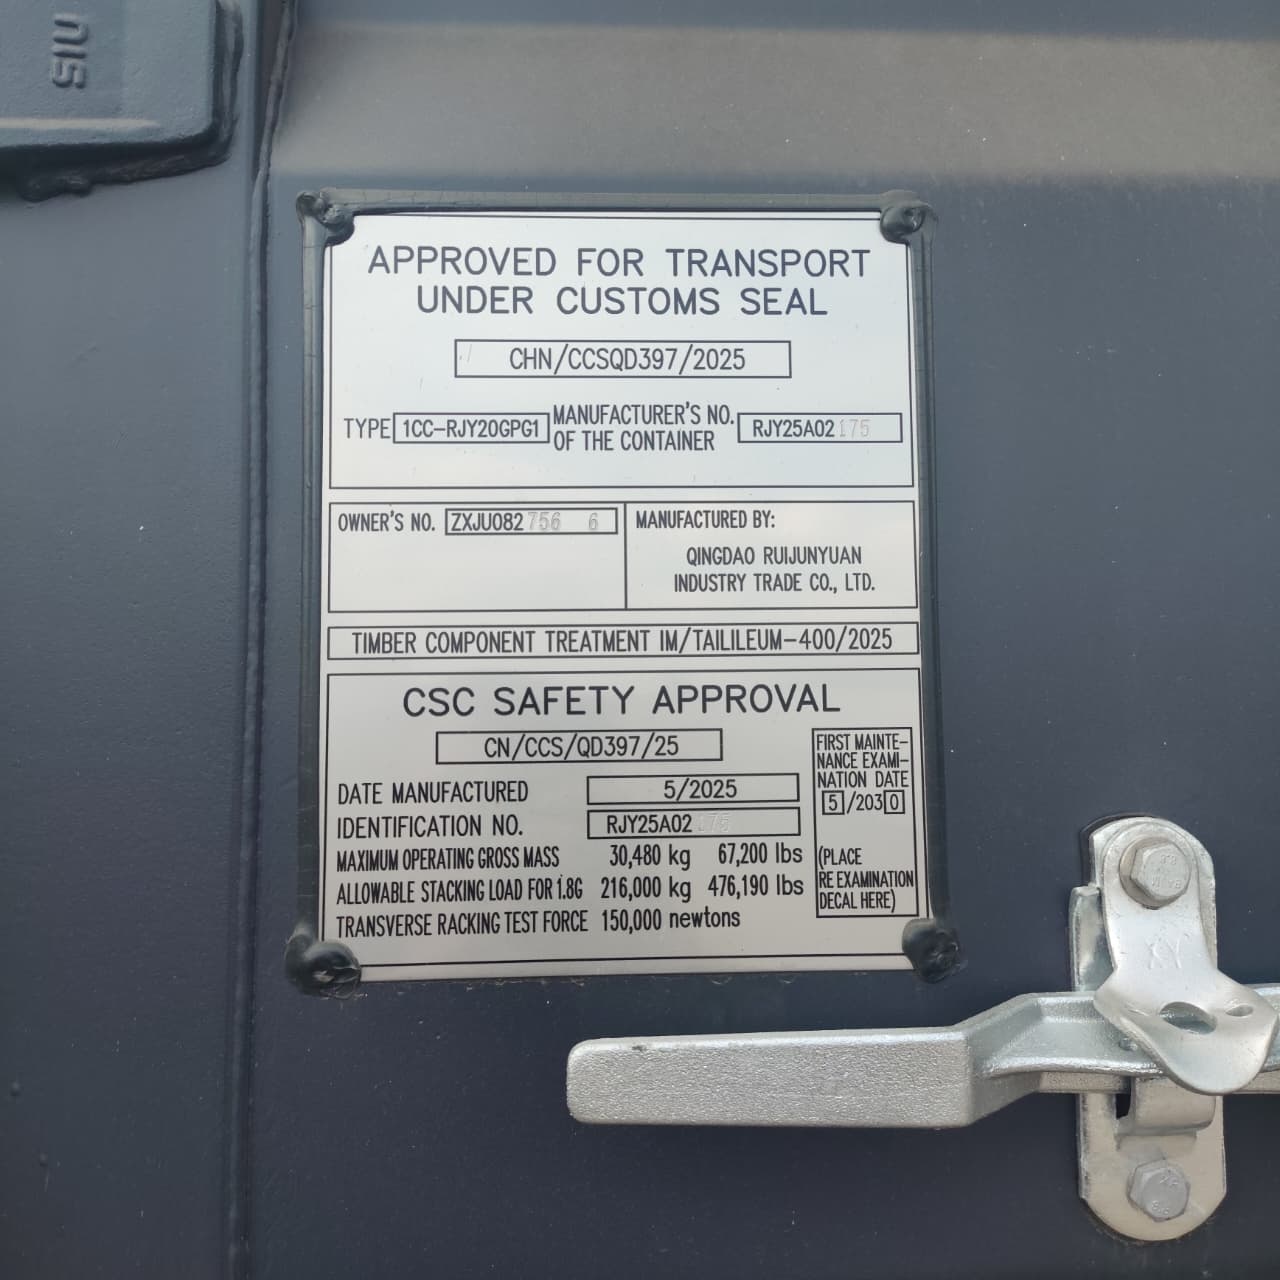 SIU
APPROVED FOR TRANSPORT
UNDER CUSTOMS SEAL
CHN/CCSQD397/2025
TYPE 1CC-RJY20GPG1 MANUFACTURER'S NO. OF THE CONTAINER RJY25A02175
OWNER'S NO. ZXJU082756 6
MANUFACTURED BY:
QINGDAO RUIJUNYUAN
INDUSTRY TRADE CO., LTD.
TIMBER COMPONENT TREATMENT IM/TAILILEUM-400/2025
CSC SAFETY APPROVAL
CN/CCS/QD397/25
DATE MANUFACTURED 5/2025
IDENTIFICATION NO. RJY25A02175
MAXIMUM OPERATING GROSS MASS 30,480 kg 67,200 lbs
ALLOWABLE STACKING LOAD FOR 1.8G 216,000 kg 476,190 lbs
TRANSVERSE RACKING TEST FORCE 150,000 newtons
FIRST MAINTE-
NANCE EXAMI-
NATION DATE
5/2030
(PLACE
RE EXAMINATION
DECAL HERE)
XY